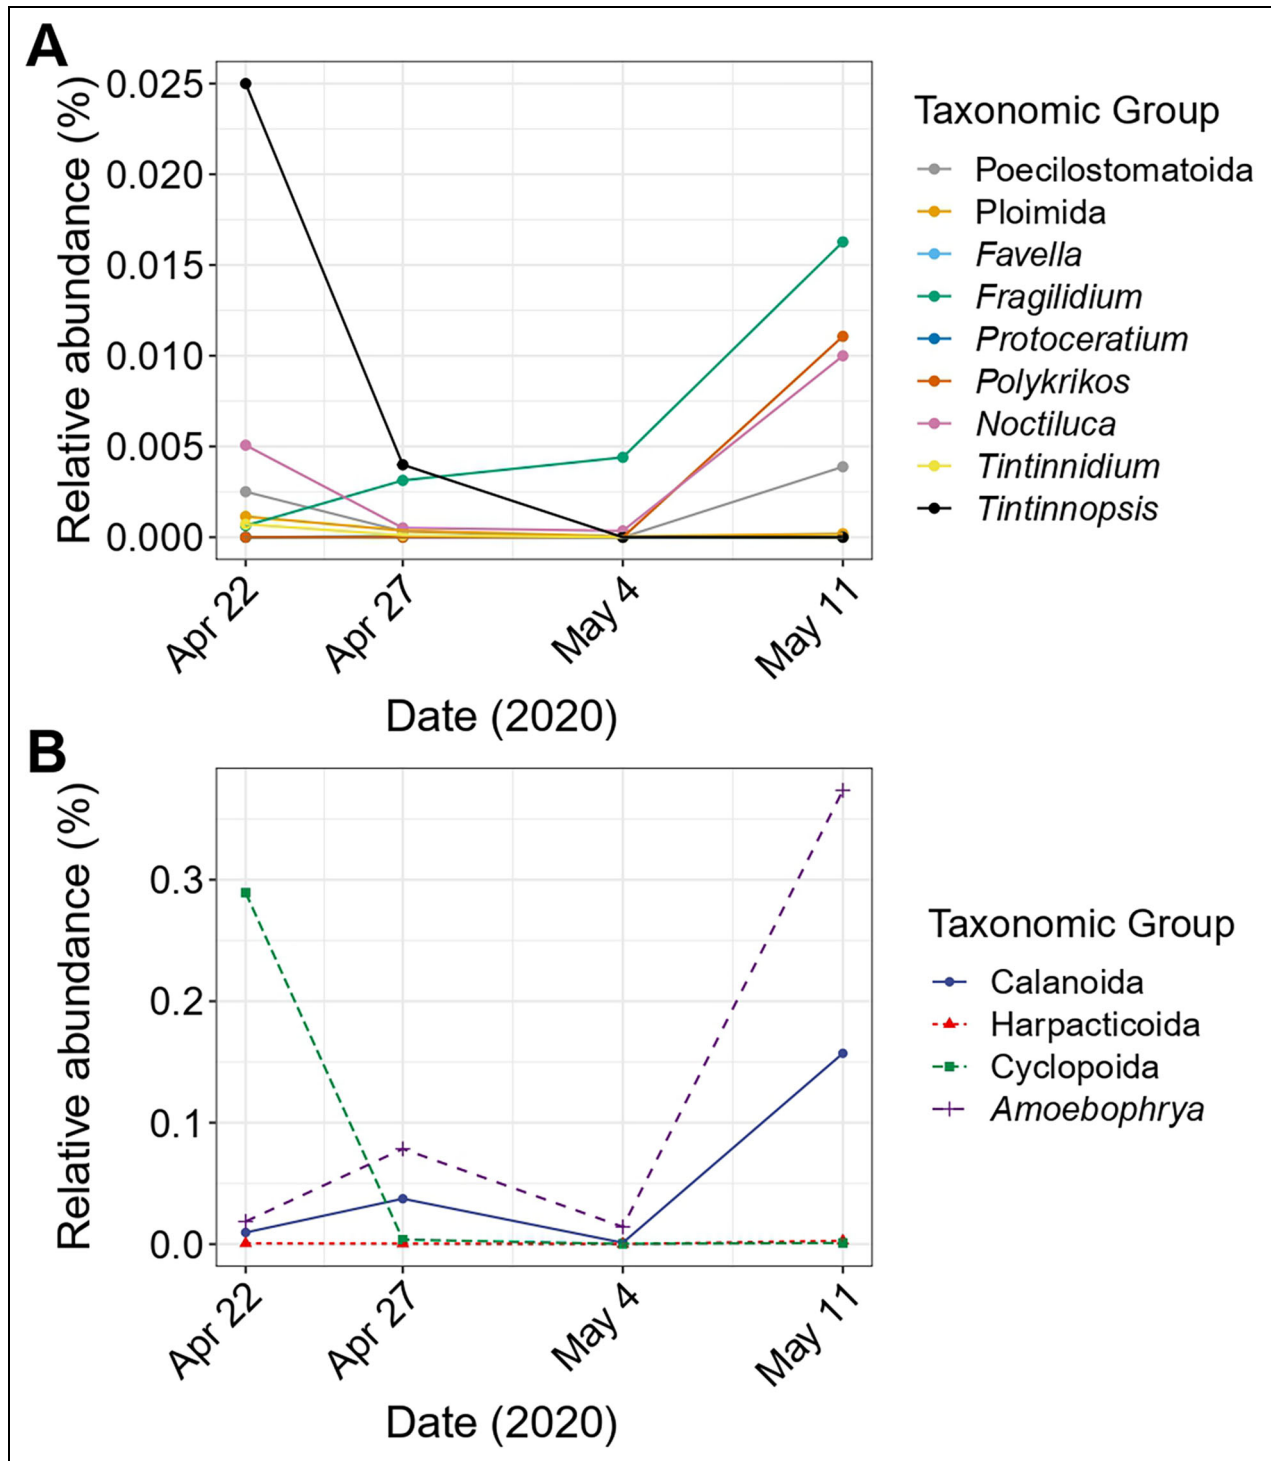 A
Relative abundance (%)
0.025
0.020
0.015
0.010
0.005
0.000
Apr 22
Apr 27
May 4
May 11
Date (2020)
Taxonomic Group
Poecilostomatoida
Ploimida
Favella
Fragilidium
Protoceratium
Polykrikos
Noctiluca
Tintinnidium
Tintinnopsis
B
Relative abundance (%)
0.3
0.2
0.1
0.0
Apr 22
Apr 27
May 4
May 11
Date (2020)
Taxonomic Group
Calanoida
Harpacticoida
Cyclopoida
Amoebophrya